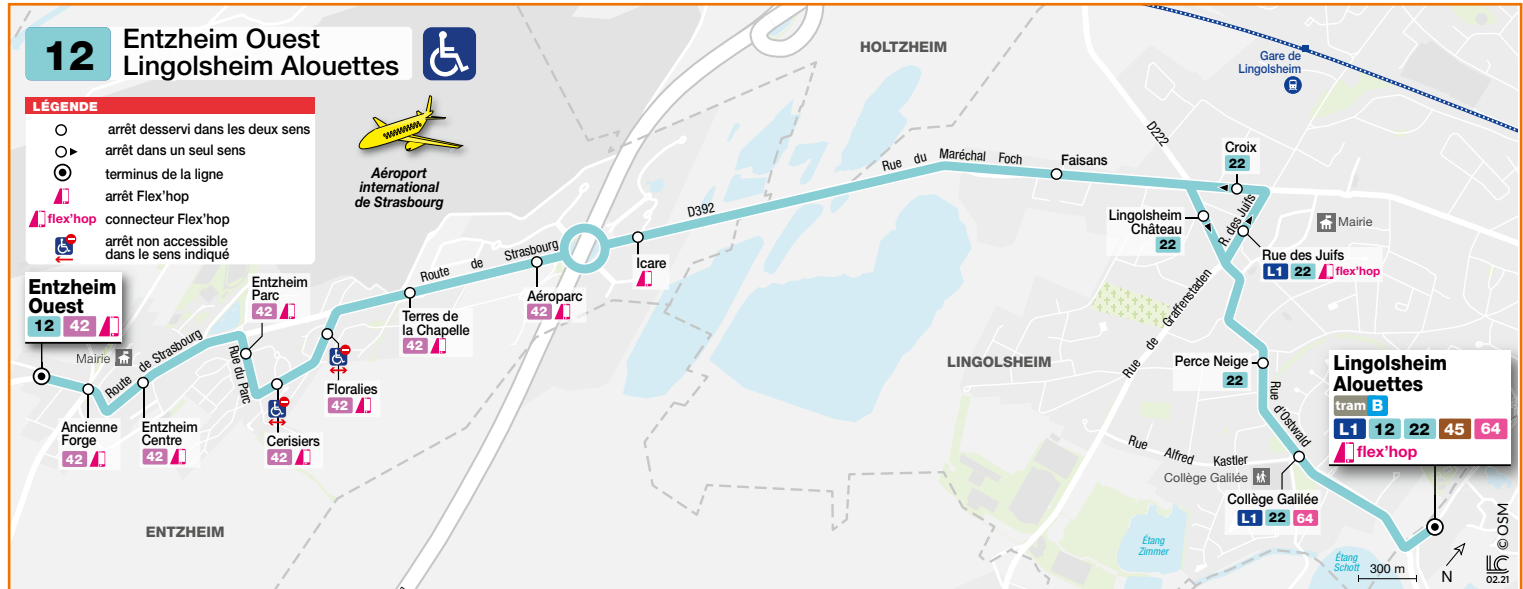 12
Entzheim Ouest
Lingolsheim Alouettes
LÉGENDE
arrêt desservi dans les deux sens
arrêt dans un seul sens
terminus de la ligne
arrêt Flex'hop
flex'hop connecteur Flex'hop
arrêt non accessible
dans le sens indiqué
Aéroport
international
de Strasbourg
HOLTZHEIM
Gare de
Lingolsheim
D222
Entzheim
Ouest
12 42
Mairie
Route de Strasbourg
Ancienne
Forge
42
Entzheim
Centre
42
Entzheim
Parc
42
Rue du Parc
Cerisiers
42
Floralies
42
Route de Strasbourg
Terres de
la Chapelle
42
Aéroparc
42
Icare
D392
Rue du Maréchal Foch
Faisans
Croix
22
Lingolsheim
Château
22
R. des Juifs
Mairie
Rue des Juifs
L1 22 flex'hop
Rue de Graffenstaden
LINGOLSHEIM
Perce Neige
22
Rue d'Ostwald
Rue Alfred Kastler
Collège Galilée
Collège Galilée
L1 22 64
Lingolsheim
Alouettes
tram B
L1 12 22 45 64
flex'hop
ENTZHEIM
Étang
Zimmer
Étang
Schott
300 m
N
LC
02.21
© OSM